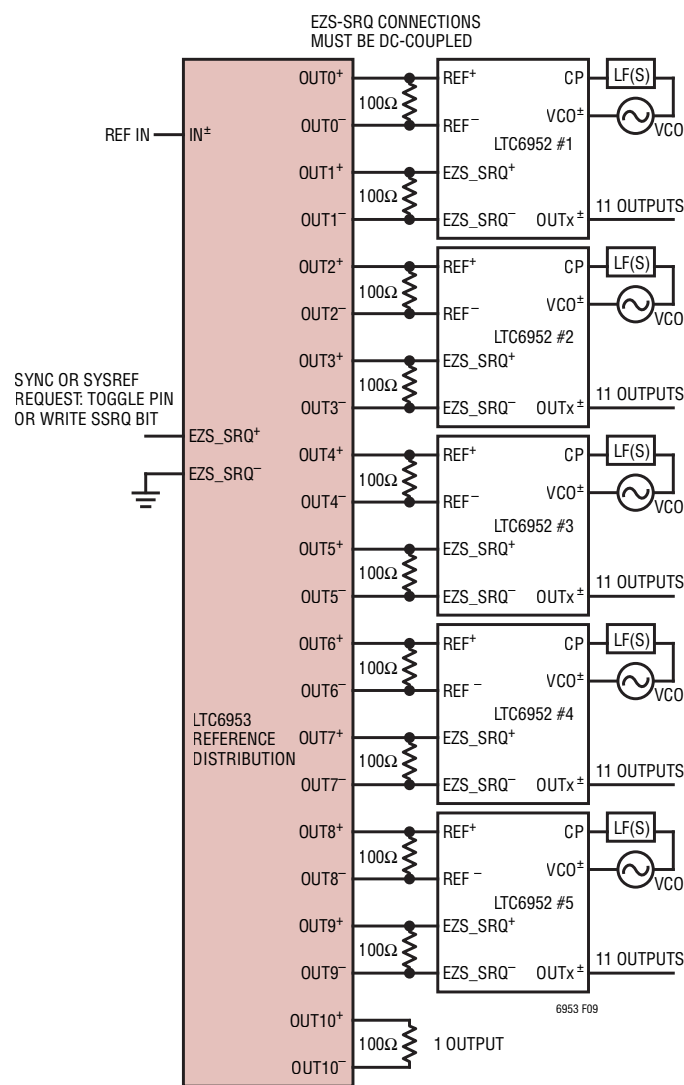 EZS-SRQ CONNECTIONS
MUST BE DC-COUPLED
REF IN
IN±
SYNC OR SYSREF
REQUEST: TOGGLE PIN
OR WRITE SSRQ BIT
EZS_SRQ⁺
EZS_SRQ⁻
LTC6953
REFERENCE
DISTRIBUTION
OUT0⁺
OUT0⁻
OUT1⁺
OUT1⁻
100Ω
100Ω
REF⁺
REF⁻
EZS_SRQ⁺
EZS_SRQ⁻
LTC6952 #1
CP
VCO±
OUTx±
LF(S)
VCO
11 OUTPUTS
OUT2⁺
OUT2⁻
OUT3⁺
OUT3⁻
100Ω
100Ω
REF⁺
REF⁻
EZS_SRQ⁺
EZS_SRQ⁻
LTC6952 #2
CP
VCO±
OUTx±
LF(S)
VCO
11 OUTPUTS
OUT4⁺
OUT4⁻
OUT5⁺
OUT5⁻
100Ω
100Ω
REF⁺
REF⁻
EZS_SRQ⁺
EZS_SRQ⁻
LTC6952 #3
CP
VCO±
OUTx±
LF(S)
VCO
11 OUTPUTS
OUT6⁺
OUT6⁻
OUT7⁺
OUT7⁻
100Ω
100Ω
REF⁺
REF⁻
EZS_SRQ⁺
EZS_SRQ⁻
LTC6952 #4
CP
VCO±
OUTx±
LF(S)
VCO
11 OUTPUTS
OUT8⁺
OUT8⁻
OUT9⁺
OUT9⁻
100Ω
100Ω
REF⁺
REF⁻
EZS_SRQ⁺
EZS_SRQ⁻
LTC6952 #5
CP
VCO±
OUTx±
LF(S)
VCO
11 OUTPUTS
6953 F09
OUT10⁺
OUT10⁻
100Ω
1 OUTPUT